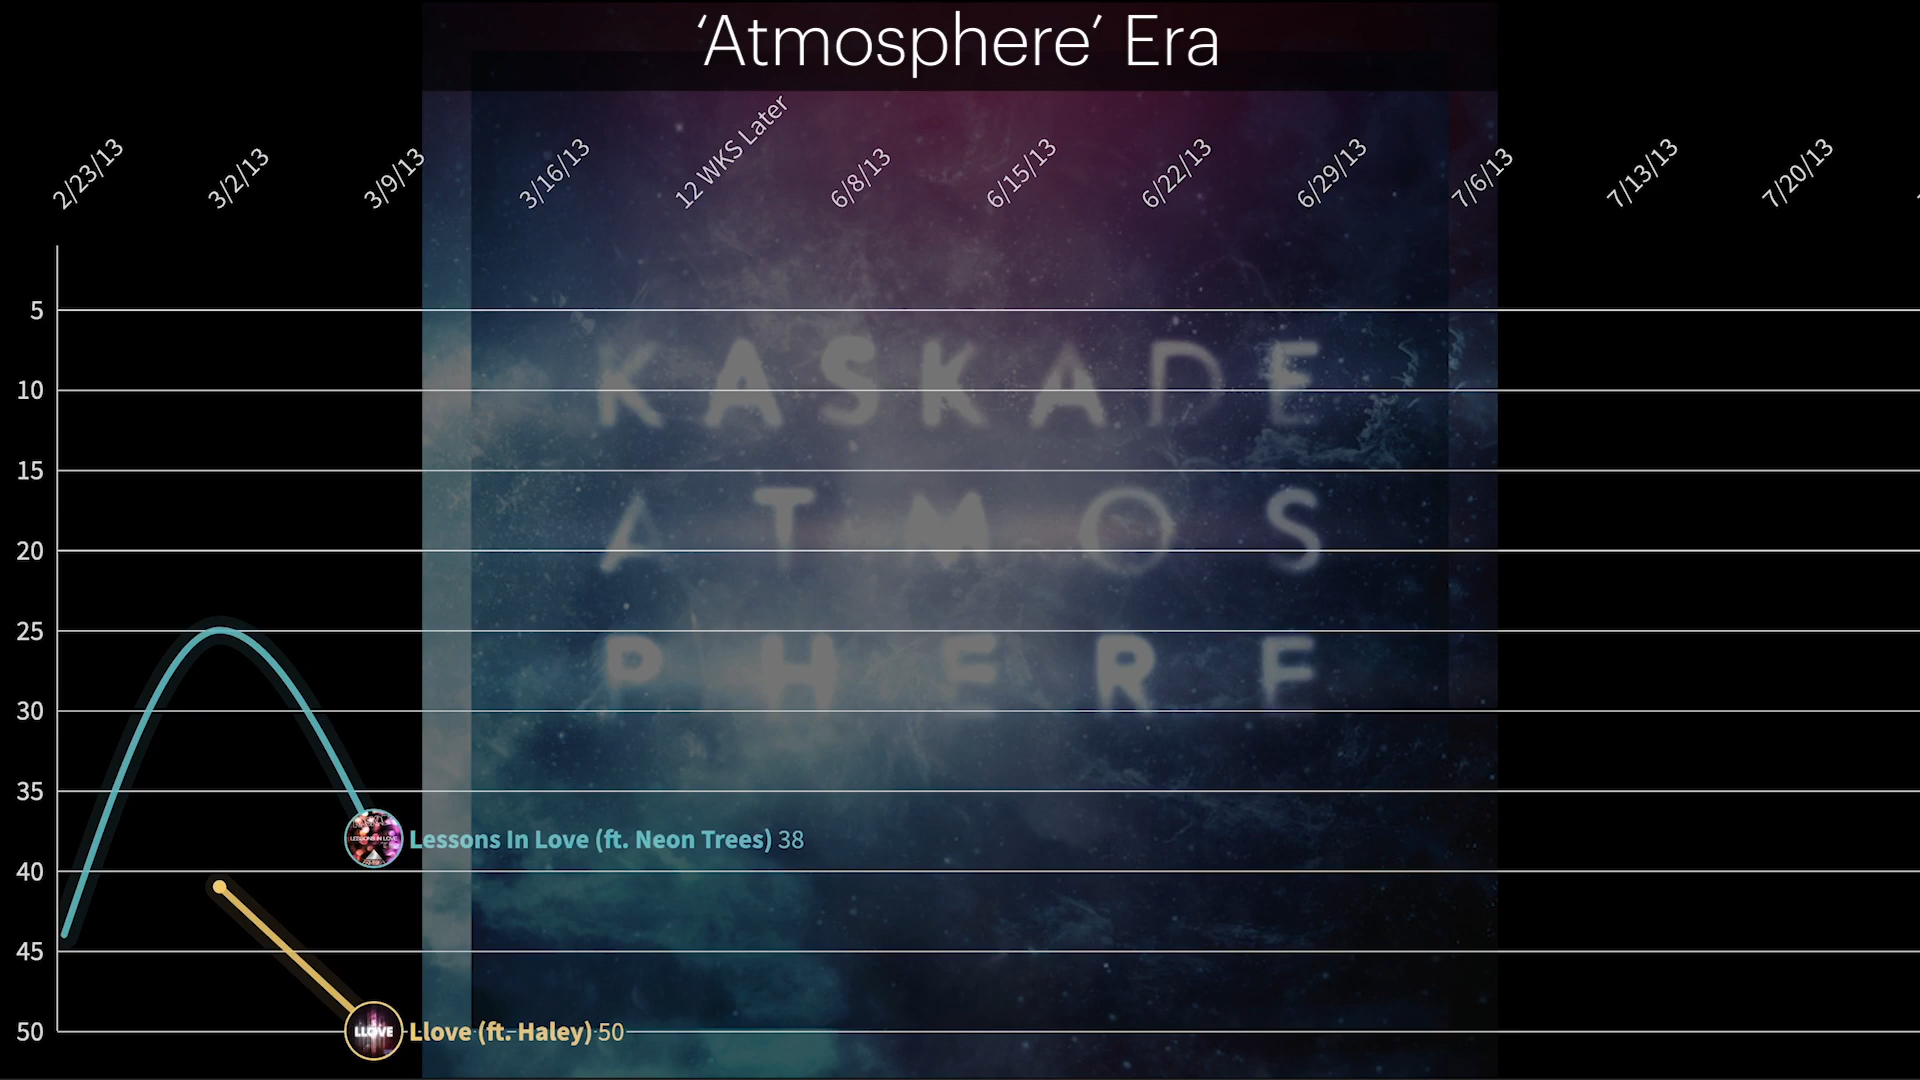 ‘Atmosphere’ Era
2/23/13
3/2/13
3/9/13
3/16/13
12 WKS Later
6/8/13
6/15/13
6/22/13
6/29/13
7/6/13
7/13/13
7/20/13
5
10
15
20
25
30
35
40
45
50
KASKADE
ATMOS
PHERE
Lessons In Love (ft. Neon Trees) 38
LLOVE
Llove (ft. Haley) 50